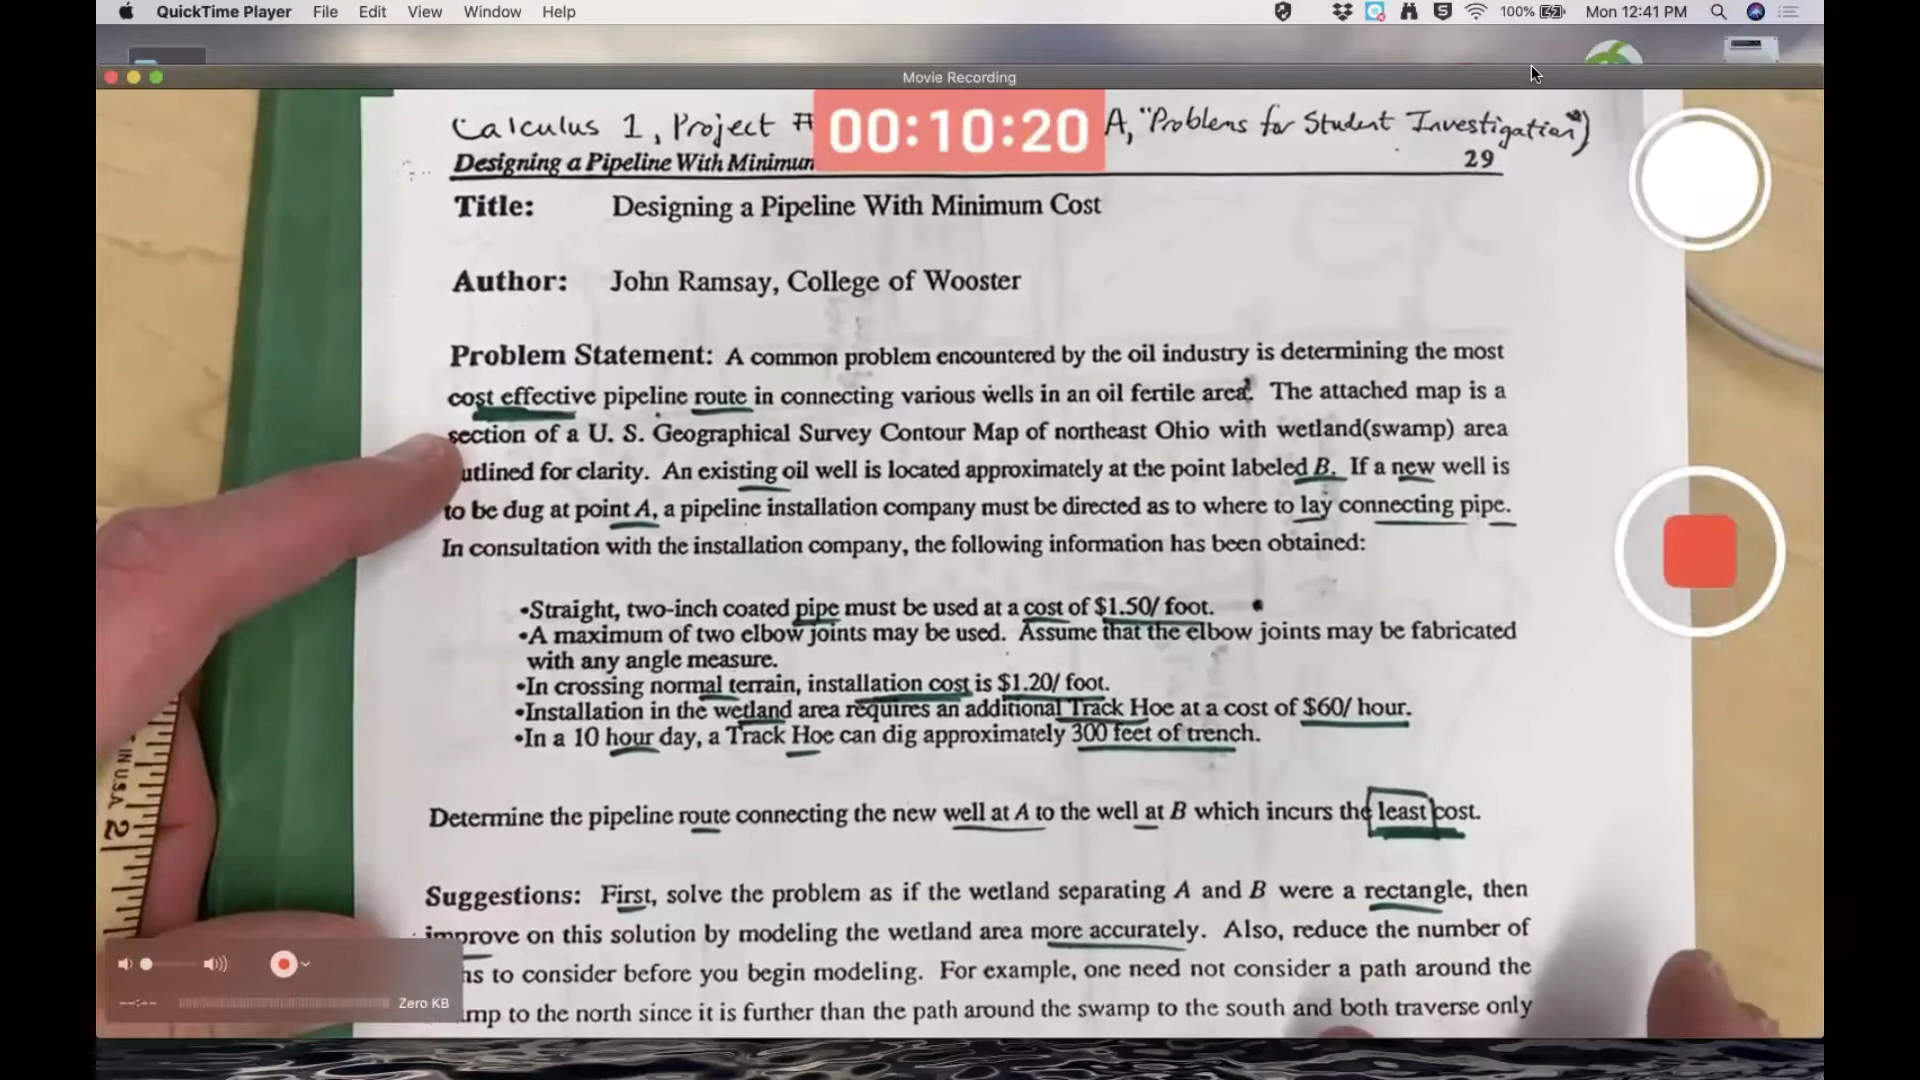 QuickTime Player File Edit View Window Help 100% Mon 12:41 PM
Movie Recording
Calculus 1, Project # A, "Problems for Student Investigation")
00:10:20
Designing a Pipeline With Minimum 29
Title: Designing a Pipeline With Minimum Cost
Author: John Ramsay, College of Wooster
Problem Statement: A common problem encountered by the oil industry is determining the most
cost effective pipeline route in connecting various wells in an oil fertile area. The attached map is a
section of a U. S. Geographical Survey Contour Map of northeast Ohio with wetland(swamp) area
utlined for clarity. An existing oil well is located approximately at the point labeled B. If a new well is
to be dug at point A, a pipeline installation company must be directed as to where to lay connecting pipe.
In consultation with the installation company, the following information has been obtained:
•Straight, two-inch coated pipe must be used at a cost of $1.50/ foot.
•A maximum of two elbow joints may be used. Assume that the elbow joints may be fabricated
with any angle measure.
•In crossing normal terrain, installation cost is $1.20/ foot.
•Installation in the wetland area requires an additional Track Hoe at a cost of $60/ hour.
•In a 10 hour day, a Track Hoe can dig approximately 300 feet of trench.
IN USA
2
Determine the pipeline route connecting the new well at A to the well at B which incurs the least cost.
Suggestions: First, solve the problem as if the wetland separating A and B were a rectangle, then
improve on this solution by modeling the wetland area more accurately. Also, reduce the number of
ns to consider before you begin modeling. For example, one need not consider a path around the
mp to the north since it is further than the path around the swamp to the south and both traverse only
--:-- Zero KB